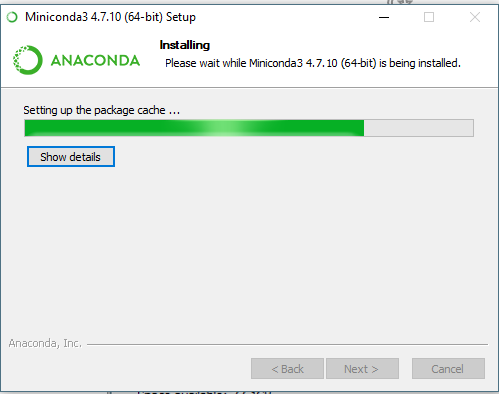 Miniconda3 4.7.10 (64-bit) Setup
Installing
Please wait while Miniconda3 4.7.10 (64-bit) is being installed.
ANACONDA
Setting up the package cache ...
Show details
Anaconda, Inc.
< Back
Next >
Cancel